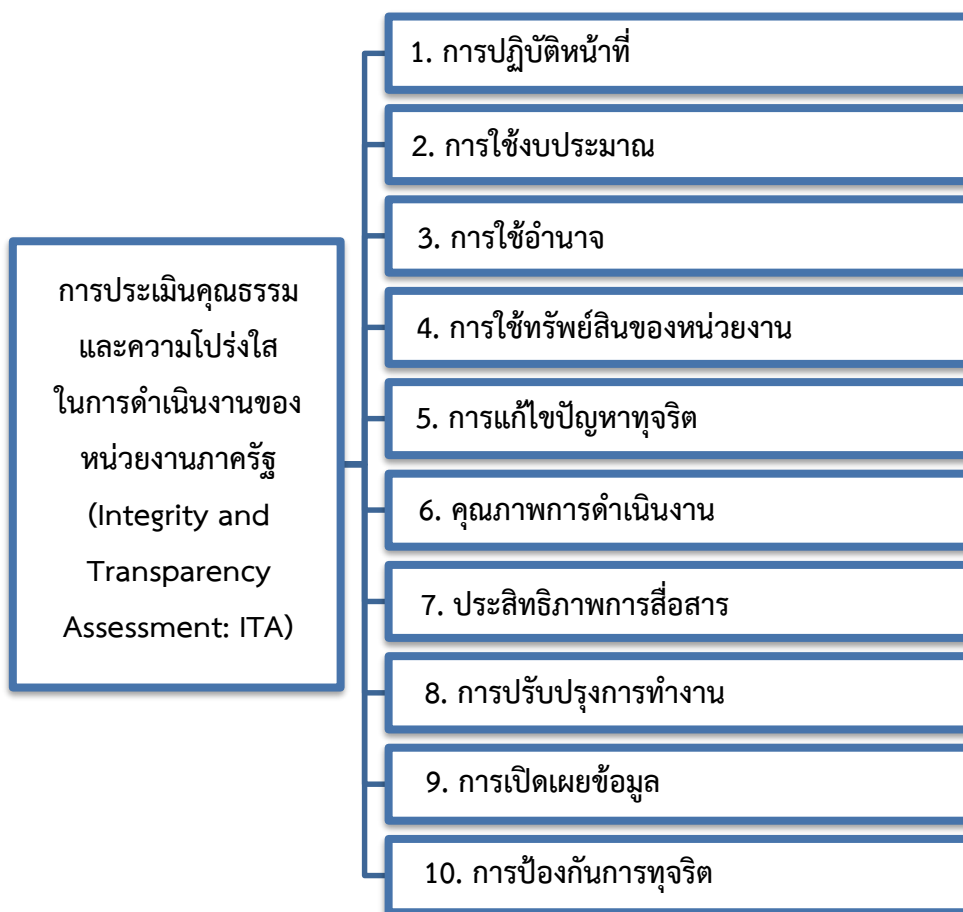 การประเมินคุณธรรม
และความโปร่งใส
ในการดำเนินงานของ
หน่วยงานภาครัฐ
(Integrity and
Transparency
Assessment: ITA)
1. การปฏิบัติหน้าที่
2. การใช้งบประมาณ
3. การใช้อำนาจ
4. การใช้ทรัพย์สินของหน่วยงาน
5. การแก้ไขปัญหาทุจริต
6. คุณภาพการดำเนินงาน
7. ประสิทธิภาพการสื่อสาร
8. การปรับปรุงการทำงาน
9. การเปิดเผยข้อมูล
10. การป้องกันการทุจริต